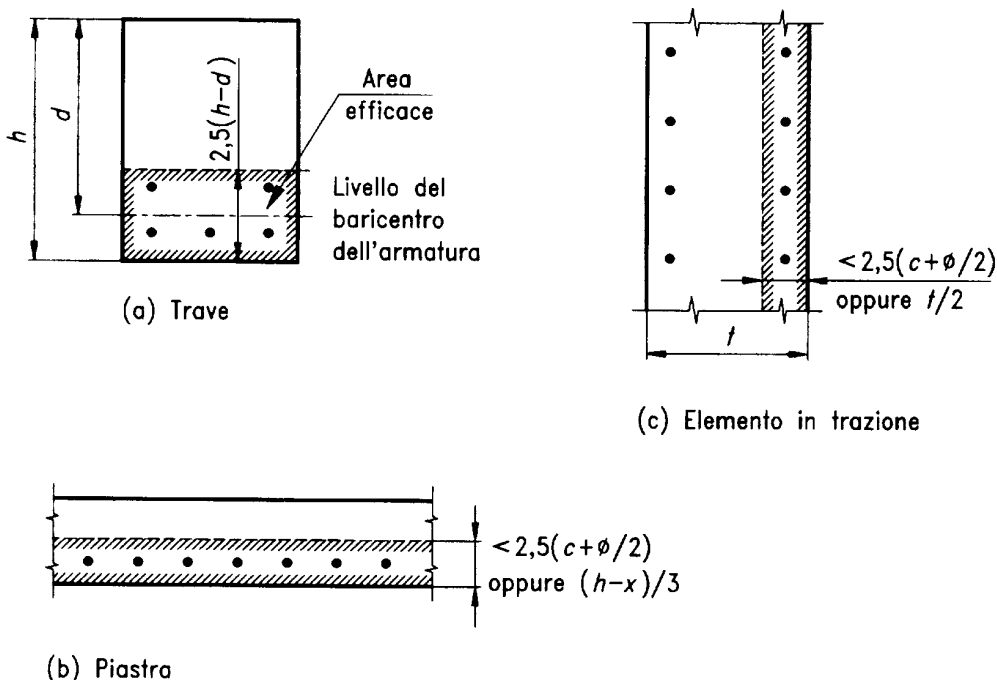 h
d
2,5(h-d)
Area
efficace
Livello del
baricentro
dell'armatura
(a) Trave
<2,5(c+ø/2)
oppure t/2
t
(c) Elemento in trazione
<2,5(c+ø/2)
oppure (h-x)/3
(b) Piastra